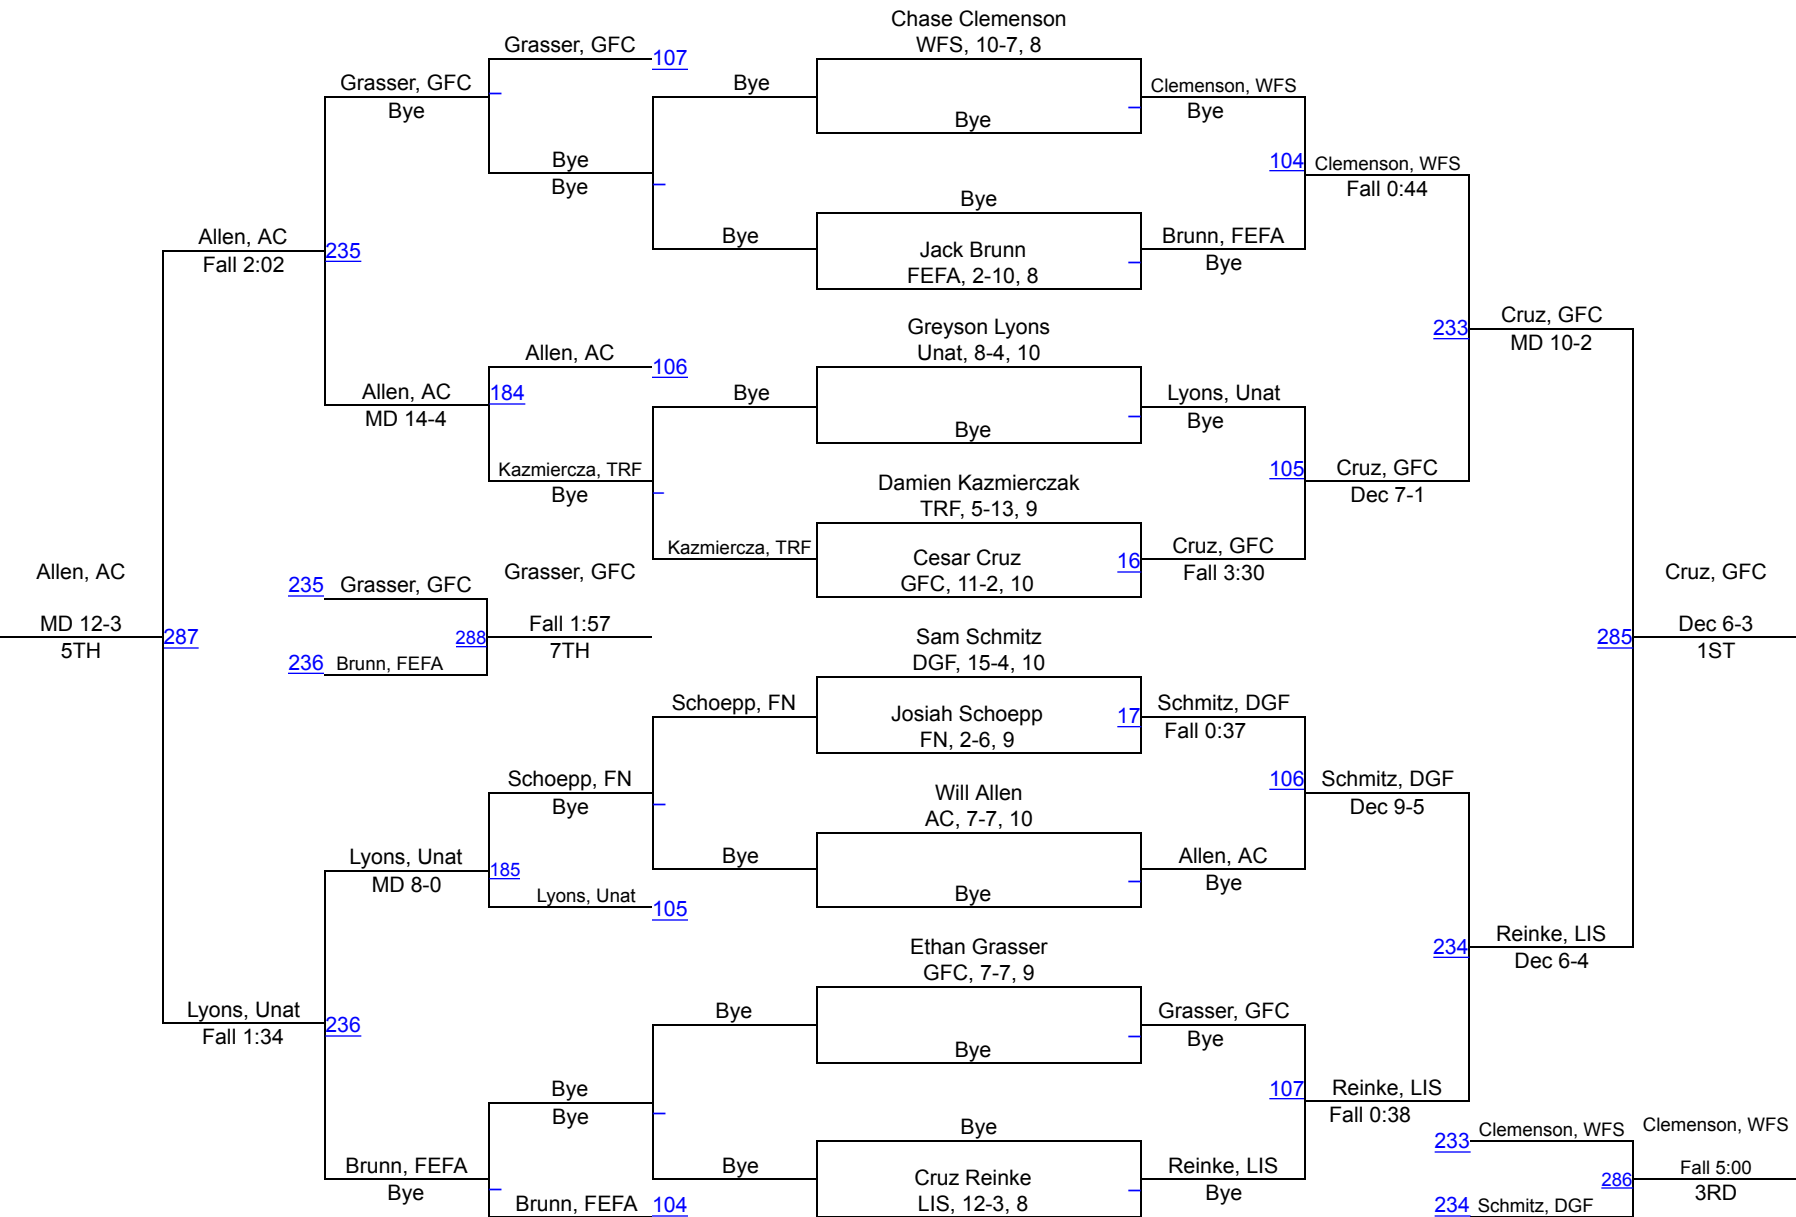 Chase Clemenson
WFS, 10-7, 8
Grasser, GFC
107
Grasser, GFC
Bye
Bye
Clemenson, WFS
Bye
Bye
Bye
104
Clemenson, WFS
Fall 0:44
Bye
Bye
Bye
Allen, AC
Fall 2:02
235
Bye
Jack Brunn
FEFA, 2-10, 8
Brunn, FEFA
Bye
Greyson Lyons
Unat, 8-4, 10
233
Cruz, GFC
MD 10-2
Allen, AC
106
Allen, AC
MD 14-4
184
Bye
Bye
Lyons, Unat
Bye
Kazmiercza, TRF
Bye
Damien Kazmierczak
TRF, 5-13, 9
105
Cruz, GFC
Dec 7-1
Kazmiercza, TRF
Cesar Cruz
GFC, 11-2, 10
16
Cruz, GFC
Fall 3:30
Allen, AC
MD 12-3
5TH
287
235
Grasser, GFC
236
Brunn, FEFA
288
Grasser, GFC
Fall 1:57
7TH
Cruz, GFC
Dec 6-3
1ST
285
Sam Schmitz
DGF, 15-4, 10
Schoepp, FN
Josiah Schoepp
FN, 2-6, 9
17
Schmitz, DGF
Fall 0:37
Schoepp, FN
Bye
Will Allen
AC, 7-7, 10
106
Schmitz, DGF
Dec 9-5
Lyons, Unat
MD 8-0
185
Bye
Bye
Allen, AC
Bye
Lyons, Unat
105
Ethan Grasser
GFC, 7-7, 9
234
Reinke, LIS
Dec 6-4
Lyons, Unat
Fall 1:34
236
Bye
Bye
Grasser, GFC
Bye
Bye
Bye
107
Reinke, LIS
Fall 0:38
Bye
Brunn, FEFA
Bye
Bye
Cruz Reinke
LIS, 12-3, 8
Reinke, LIS
Bye
Brunn, FEFA
104
233
Clemenson, WFS
234
Schmitz, DGF
286
Clemenson, WFS
Fall 5:00
3RD